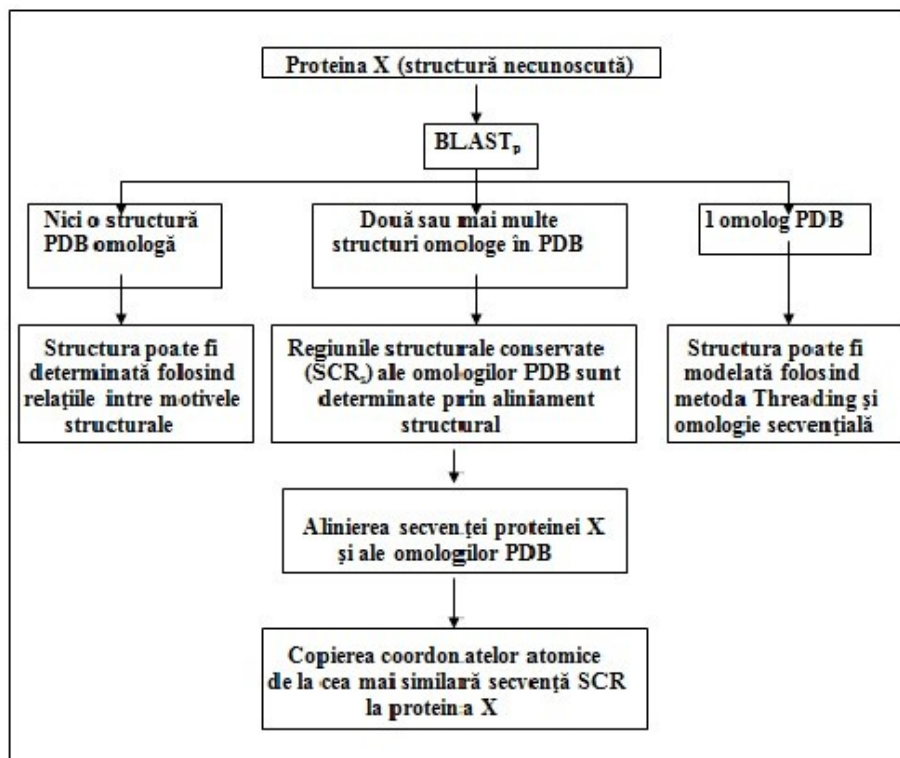 Proteina X (structură necunoscută)
BLASTp
Nici o structură
PDB omologă
Două sau mai multe
structuri omologe în PDB
1 omolog PDB
Structura poate fi
determinată folosind
relațiile intre motivele
structurale
Regiunile structurale conservate
(SCRs) ale omologilor PDB sunt
determinate prin aliniament
structural
Structura poate fi
modelată folosind
metoda Threading și
omologie secvențială
Alinierea secvenței proteinei X
și ale omologilor PDB
Copierea coordonatelor atomice
de la cea mai similară secvență SCR
la proteina X